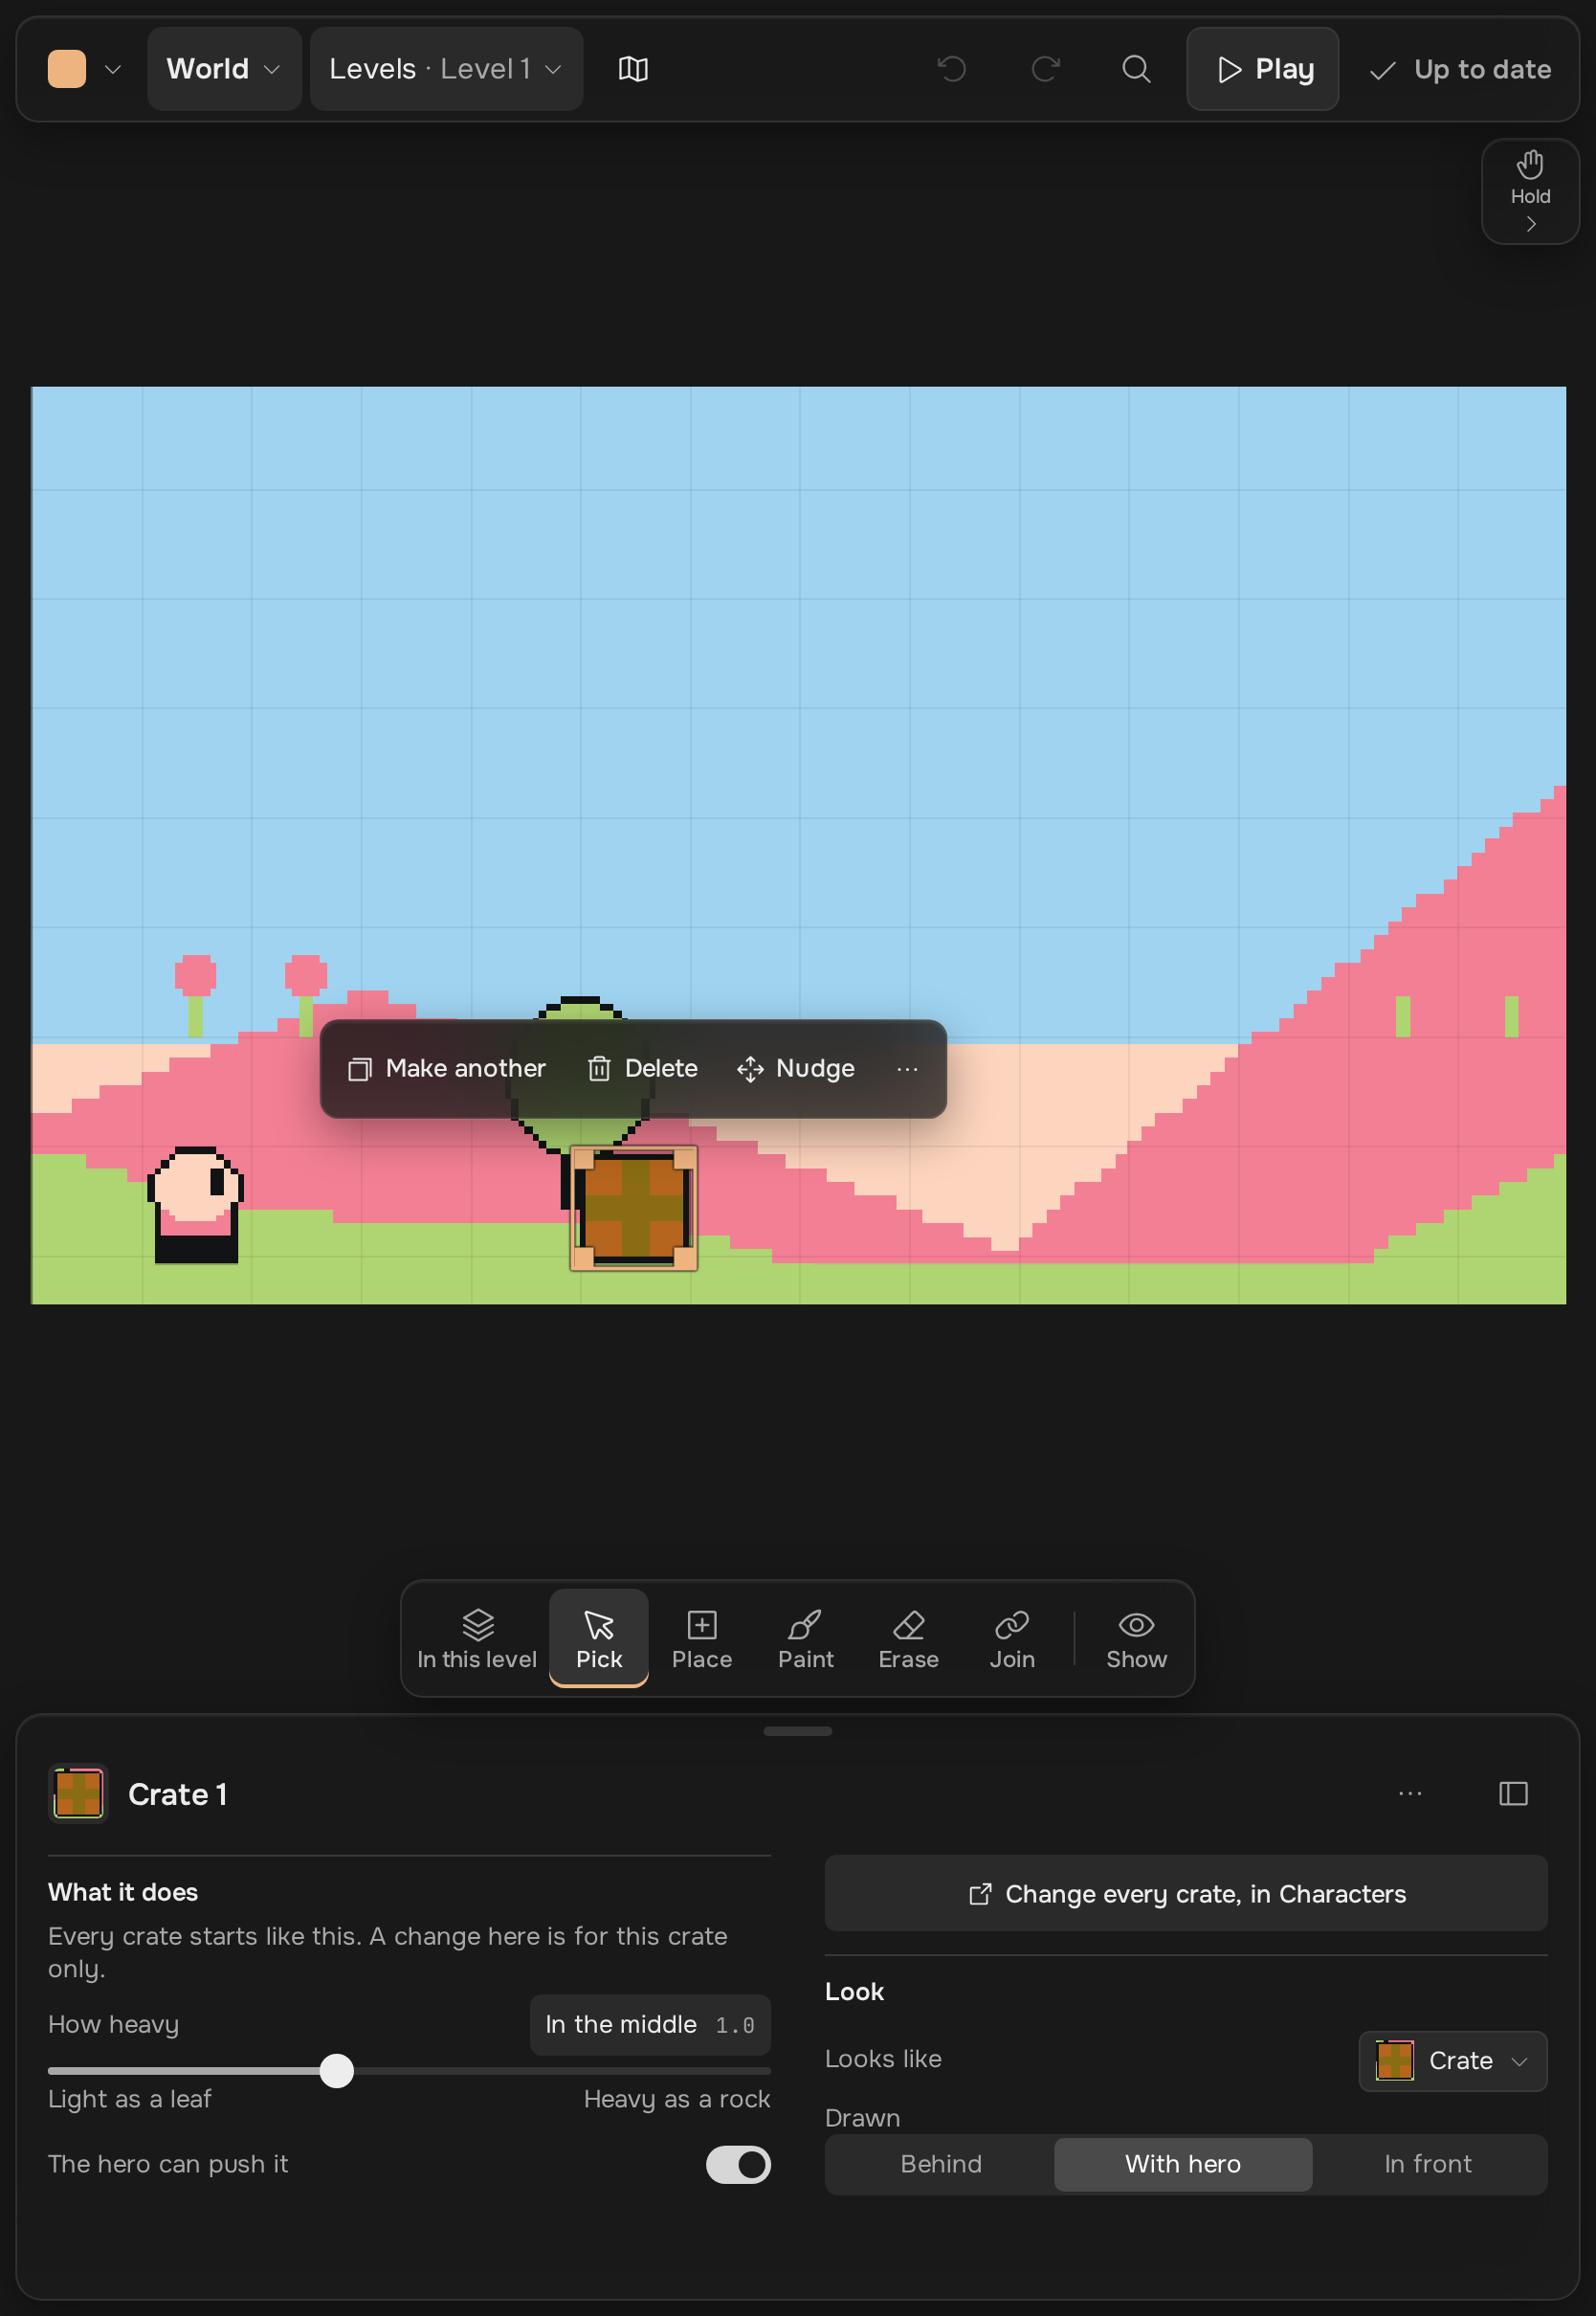 World
Levels · Level 1
Play
Up to date
Hold
Make another
Delete
Nudge
...
In this level
Pick
Place
Paint
Erase
Join
Show
Crate 1
...
What it does
Every crate starts like this. A change here is for this crate
only.
How heavy
In the middle 1.0
Light as a leaf
Heavy as a rock
The hero can push it
Change every crate, in Characters
Look
Looks like
Crate
Drawn
Behind
With hero
In front